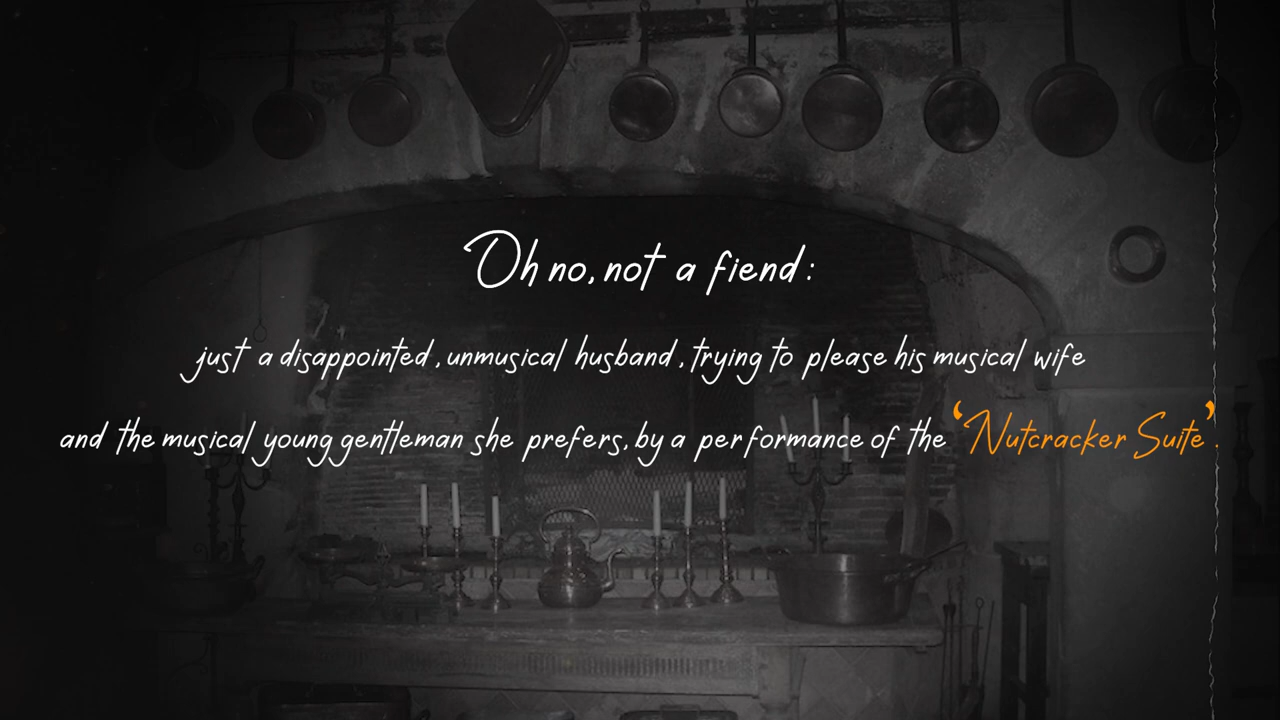 Oh no, not a fiend:
just a disappointed, unmusical husband, trying to please his musical wife
and the musical young gentleman she prefers, by a performance of the ‘Nutcracker Suite’.